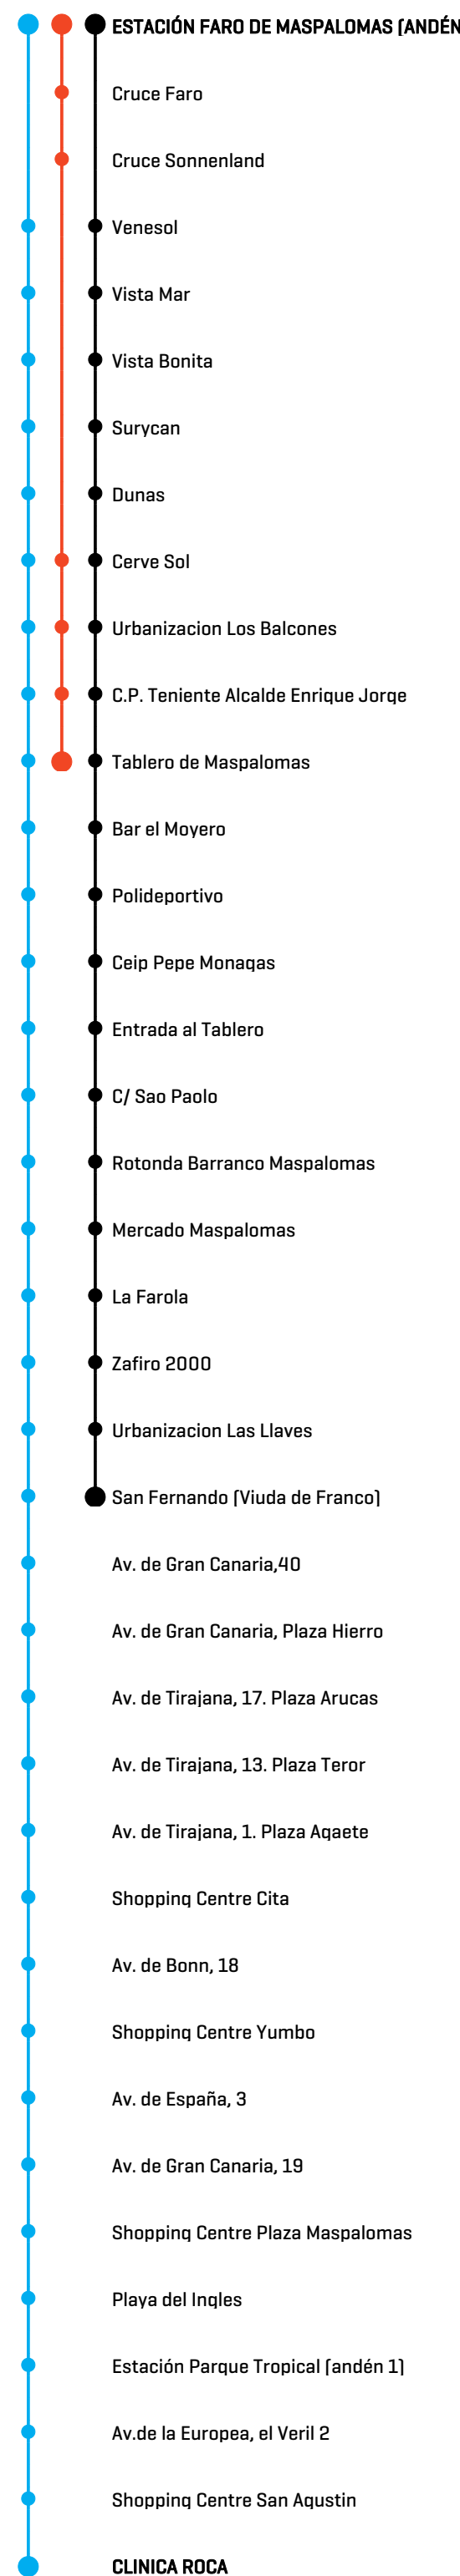 ESTACIÓN FARO DE MASPALOMAS (ANDÉN
Cruce Faro
Cruce Sonnenland
Venesol
Vista Mar
Vista Bonita
Surycan
Dunas
Cerve Sol
Urbanizacion Los Balcones
C.P. Teniente Alcalde Enrique Jorge
Tablero de Maspalomas
Bar el Moyero
Polideportivo
Ceip Pepe Monagas
Entrada al Tablero
C/ Sao Paolo
Rotonda Barranco Maspalomas
Mercado Maspalomas
La Farola
Zafiro 2000
Urbanizacion Las Llaves
San Fernando (Viuda de Franco)
Av. de Gran Canaria,40
Av. de Gran Canaria, Plaza Hierro
Av. de Tirajana, 17. Plaza Arucas
Av. de Tirajana, 13. Plaza Teror
Av. de Tirajana, 1. Plaza Agaete
Shopping Centre Cita
Av. de Bonn, 18
Shopping Centre Yumbo
Av. de España, 3
Av. de Gran Canaria, 19
Shopping Centre Plaza Maspalomas
Playa del Ingles
Estación Parque Tropical (andén 1)
Av.de la Europea, el Veril 2
Shopping Centre San Agustin
CLINICA ROCA